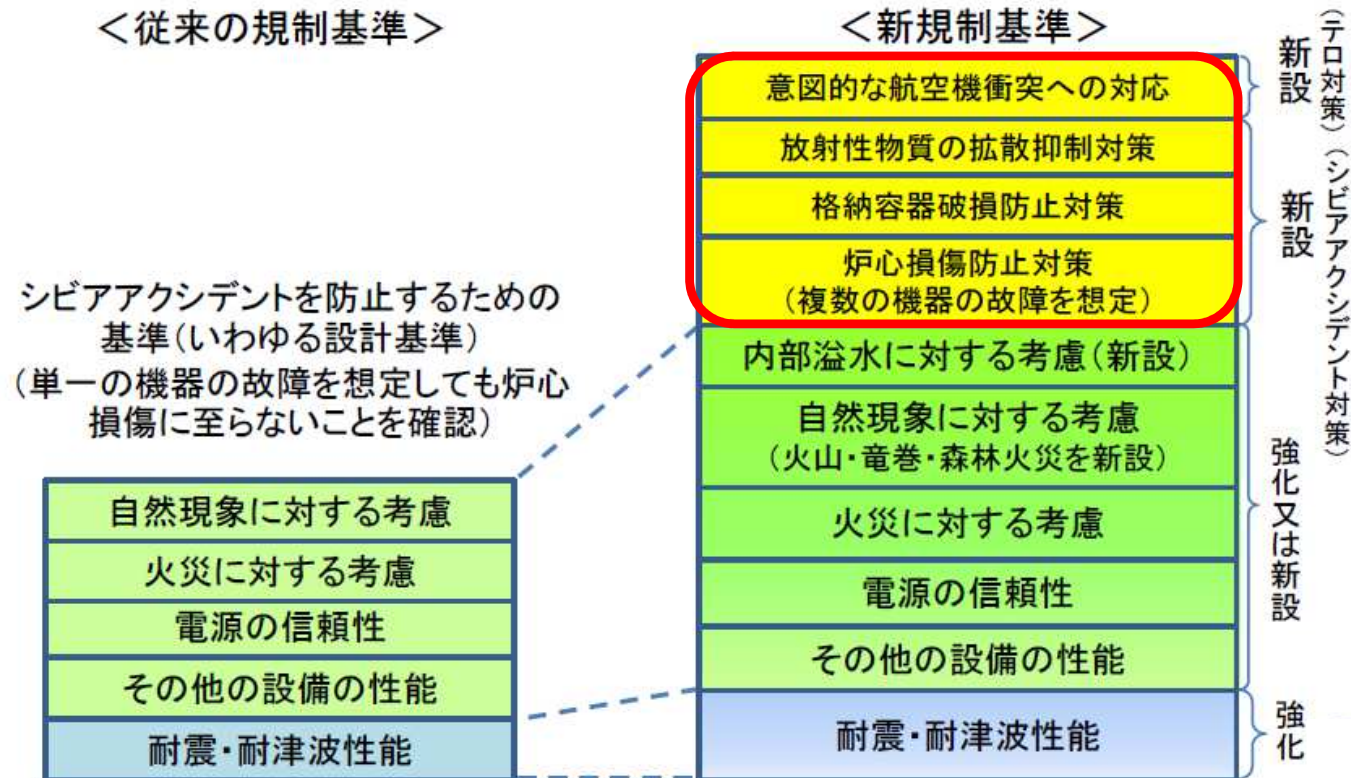 ＜従来の規制基準＞
シビアアクシデントを防止するための
基準（いわゆる設計基準）
（単一の機器の故障を想定しても炉心
損傷に至らないことを確認）
自然現象に対する考慮
火災に対する考慮
電源の信頼性
その他の設備の性能
耐震・耐津波性能
＜新規制基準＞
意図的な航空機衝突への対応
放射性物質の拡散抑制対策
格納容器破損防止対策
炉心損傷防止対策
（複数の機器の故障を想定）
内部溢水に対する考慮（新設）
自然現象に対する考慮
（火山・竜巻・森林火災を新設）
火災に対する考慮
電源の信頼性
その他の設備の性能
耐震・耐津波性能
新設
（テロ対策）
新設
（シビアアクシデント対策）
強化又は新設
強化